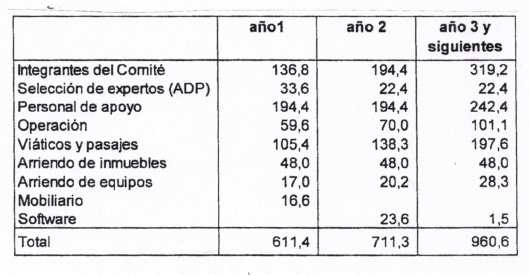 año1 año 2 año 3 y
siguientes
Integrantes del Comité 136,8 194,4 319,2
Selección de expertos (ADP) 33,6 22,4 22,4
Personal de apoyo 194,4 194,4 242,4
Operación 59,6 70,0 101,1
Viáticos y pasajes 105,4 138,3 197,6
Arriendo de inmuebles 48,0 48,0 48,0
Arriendo de equipos 17,0 20,2 28,3
Mobiliario 16,6
Software 23,6 1,5
Total 611,4 711,3 960,6